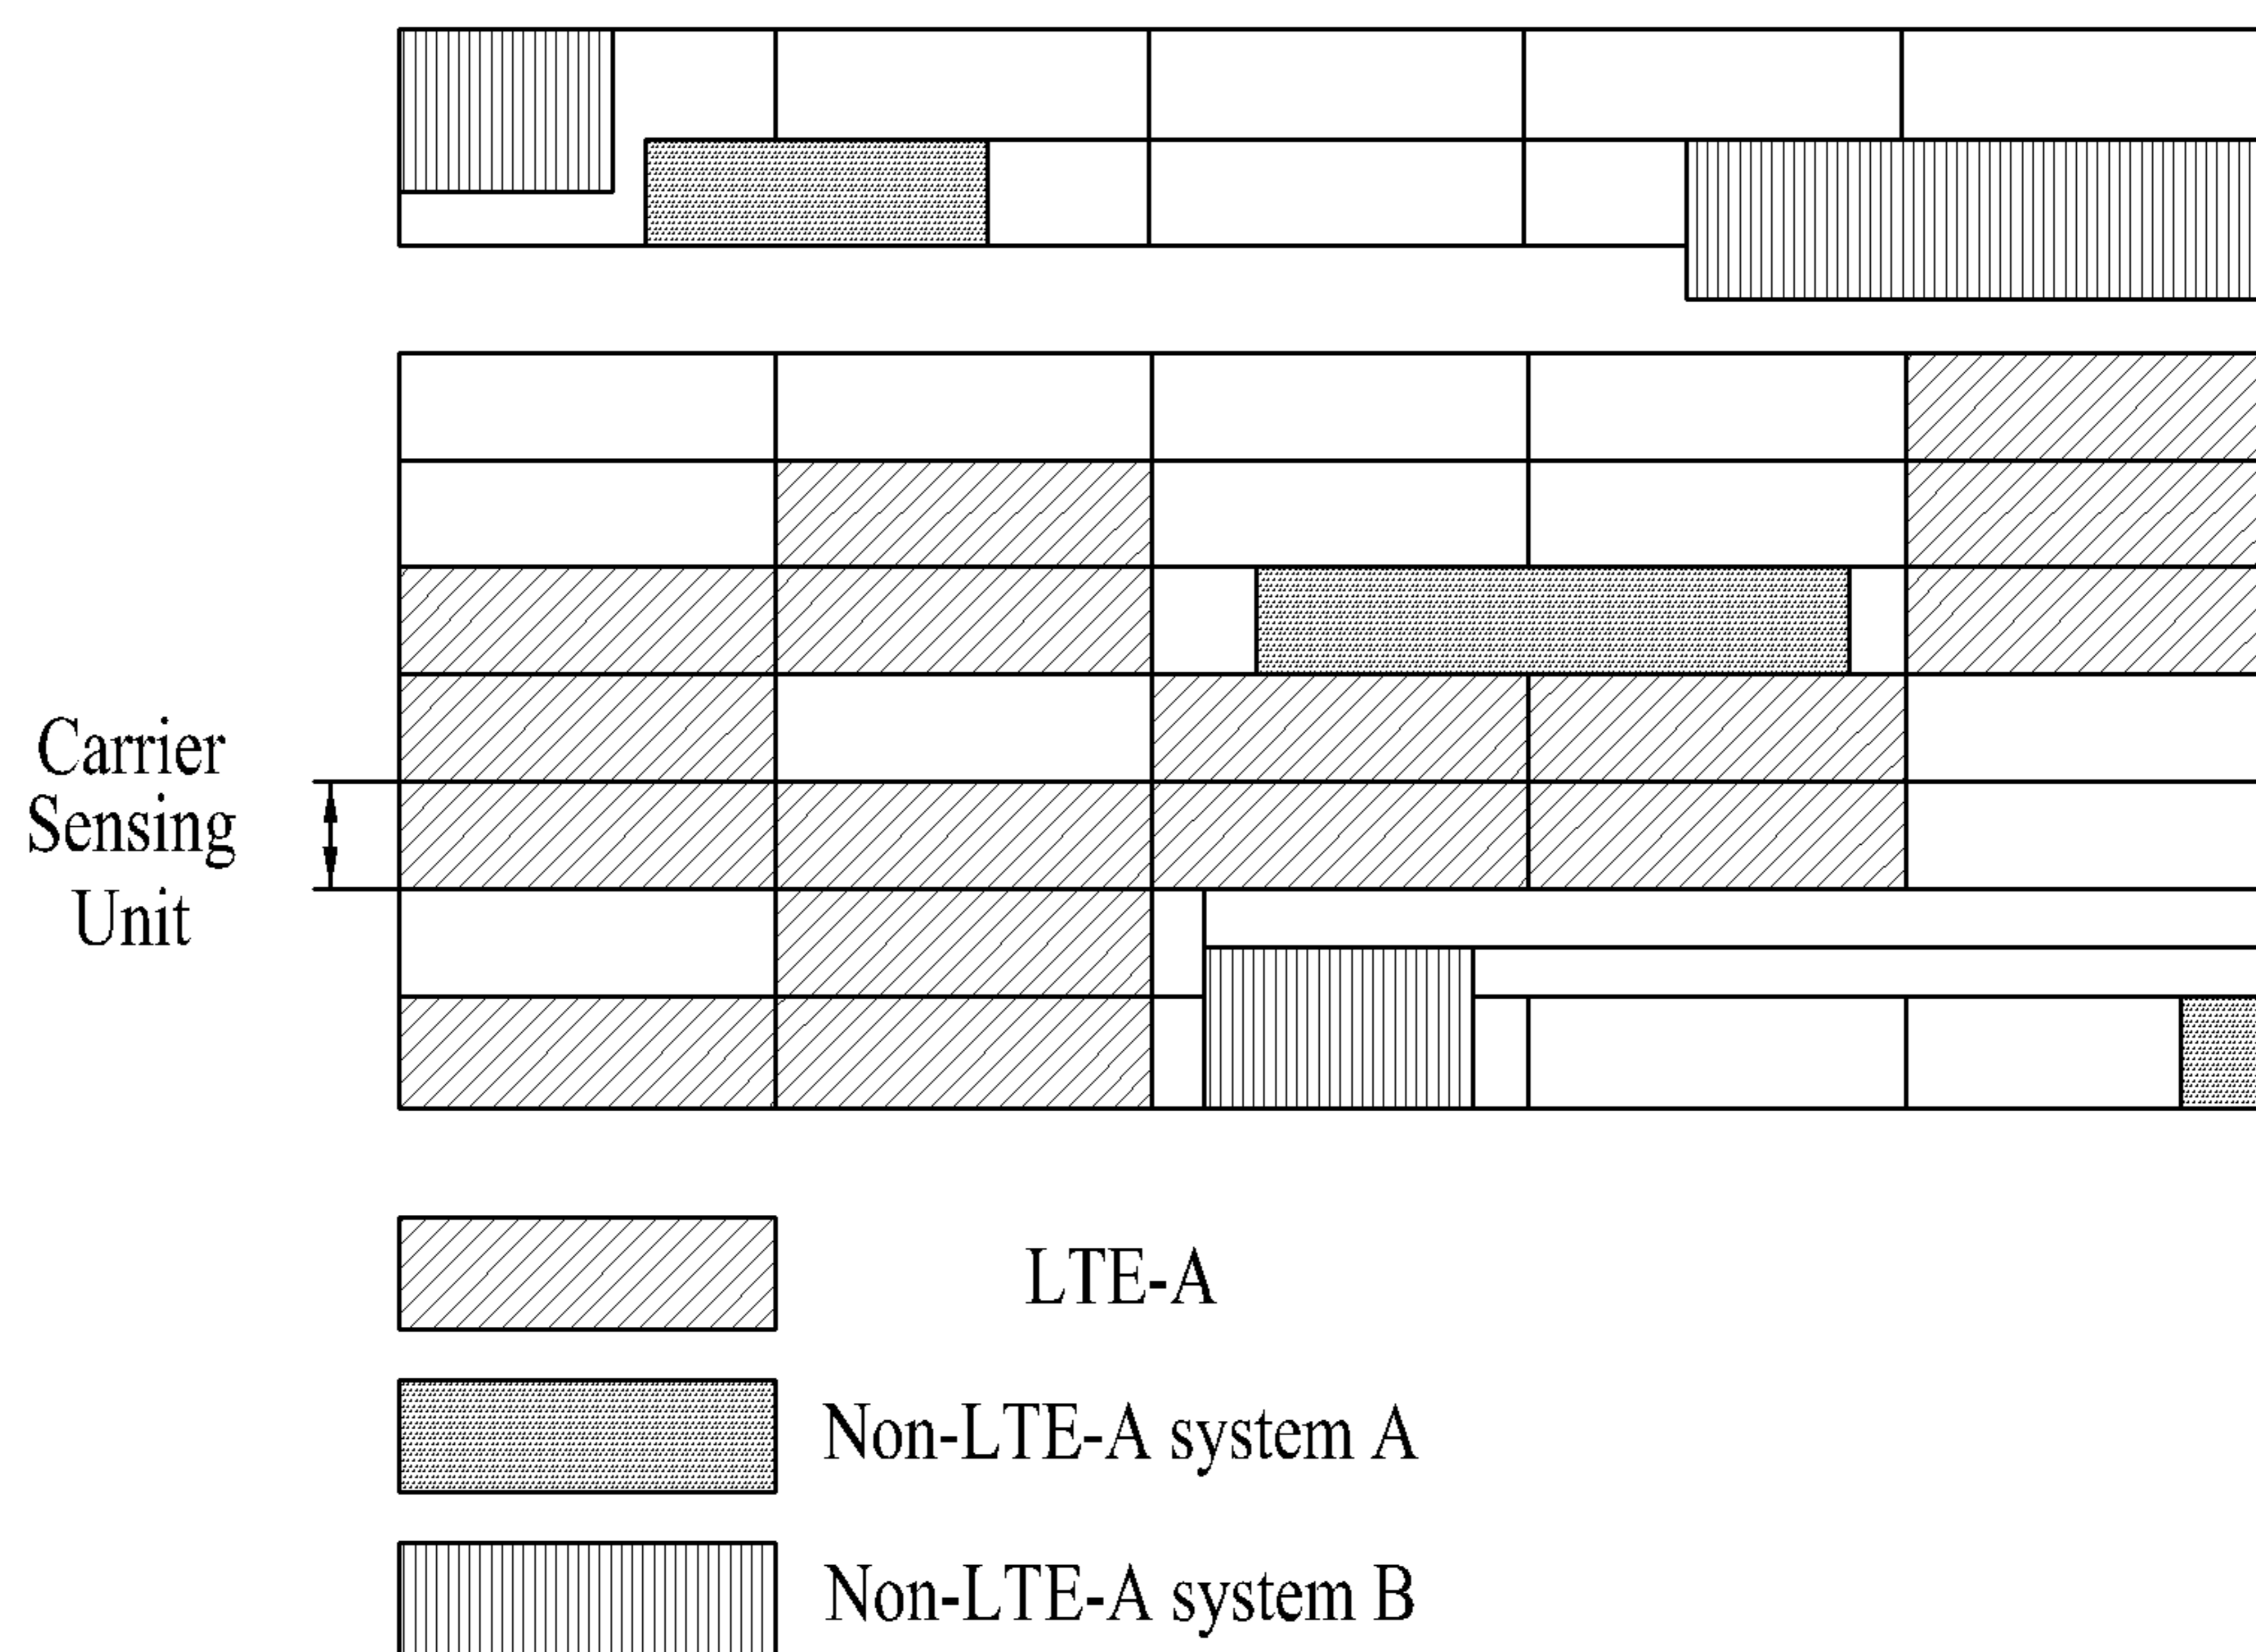 Carrier
Sensing
Unit
LTE-A
Non-LTE-A system A
Non-LTE-A system B